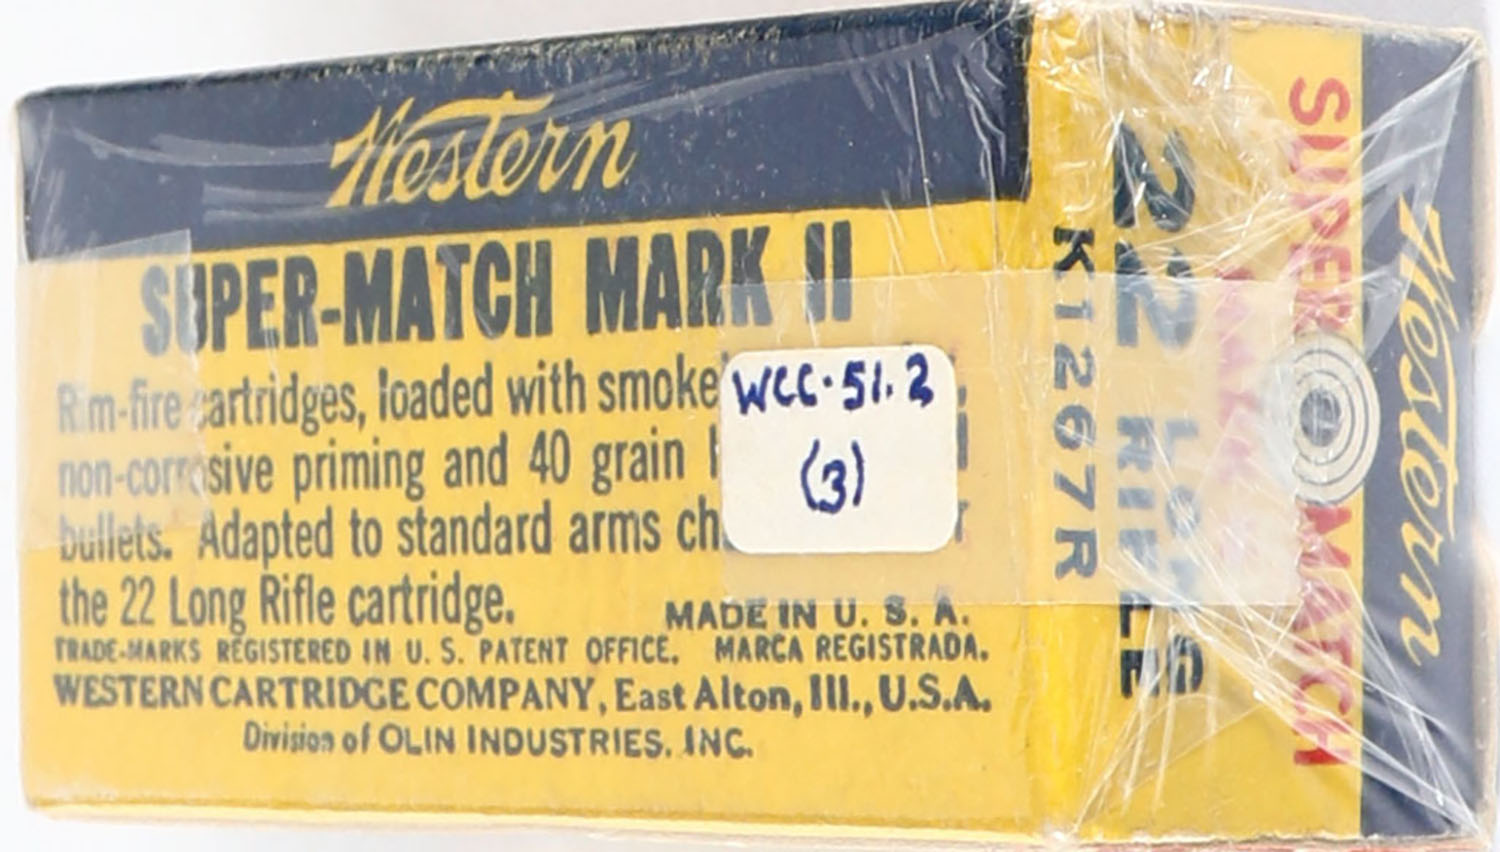 Western
SUPER-MATCH MARK II
Rim-fire cartridges, loaded with smoke
non-corrosive priming and 40 grain
bullets. Adapted to standard arms ch
the 22 Long Rifle cartridge.
MADE IN U. S. A.
TRADE-MARKS REGISTERED IN U. S. PATENT OFFICE. MARCA REGISTRADA.
WESTERN CARTRIDGE COMPANY, East Alton, Ill., U.S.A.
Division of OLIN INDUSTRIES, INC.
WCC-51.2
(3)
Western
SUPER MATCH
MARK
22 LONG
RIFLE
K1267R